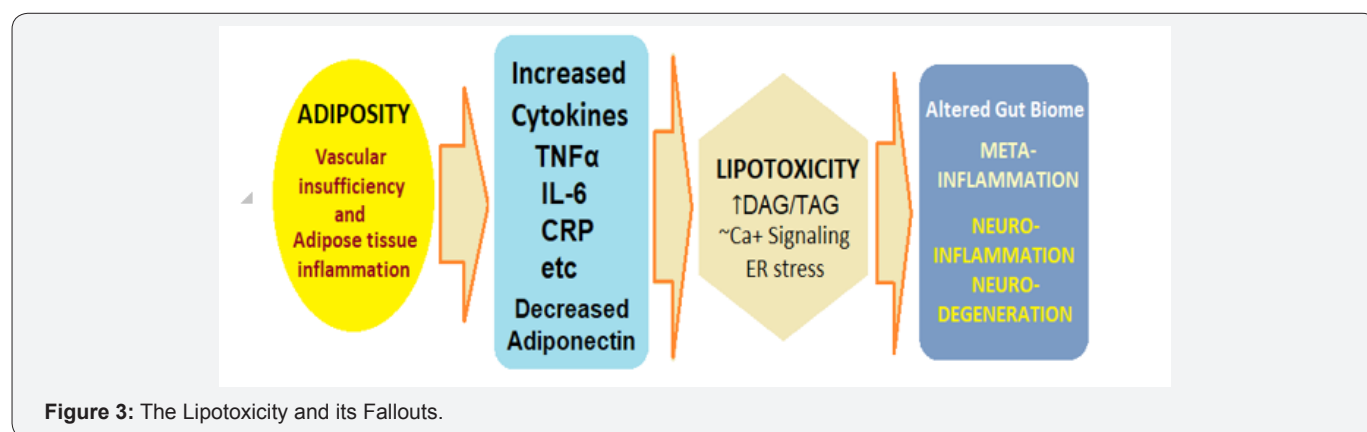 ADIPOSITY
Vascular
insufficiency
and
Adipose tissue
inflammation
Increased
Cytokines
TNFα
IL-6
CRP
etc
Decreased
Adiponectin
LIPOTOXICITY
↑DAG/TAG
~Ca+ Signaling
ER stress
Altered Gut Biome
META-
INFLAMMATION
NEURO-
INFLAMMATION
NEURO-
DEGENERATION
Figure 3: The Lipotoxicity and its Fallouts.